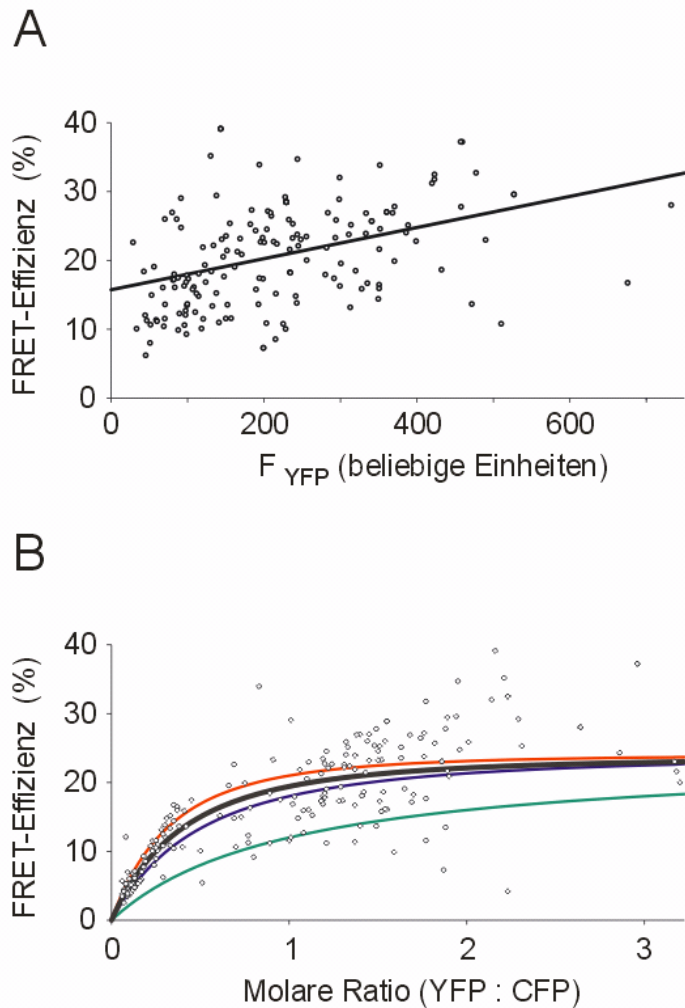 A
FRET-Effizienz (%)
40
30
20
10
0
0 200 400 600
F YFP (beliebige Einheiten)
B
FRET-Effizienz (%)
40
30
20
10
0
0 1 2 3
Molare Ratio (YFP : CFP)